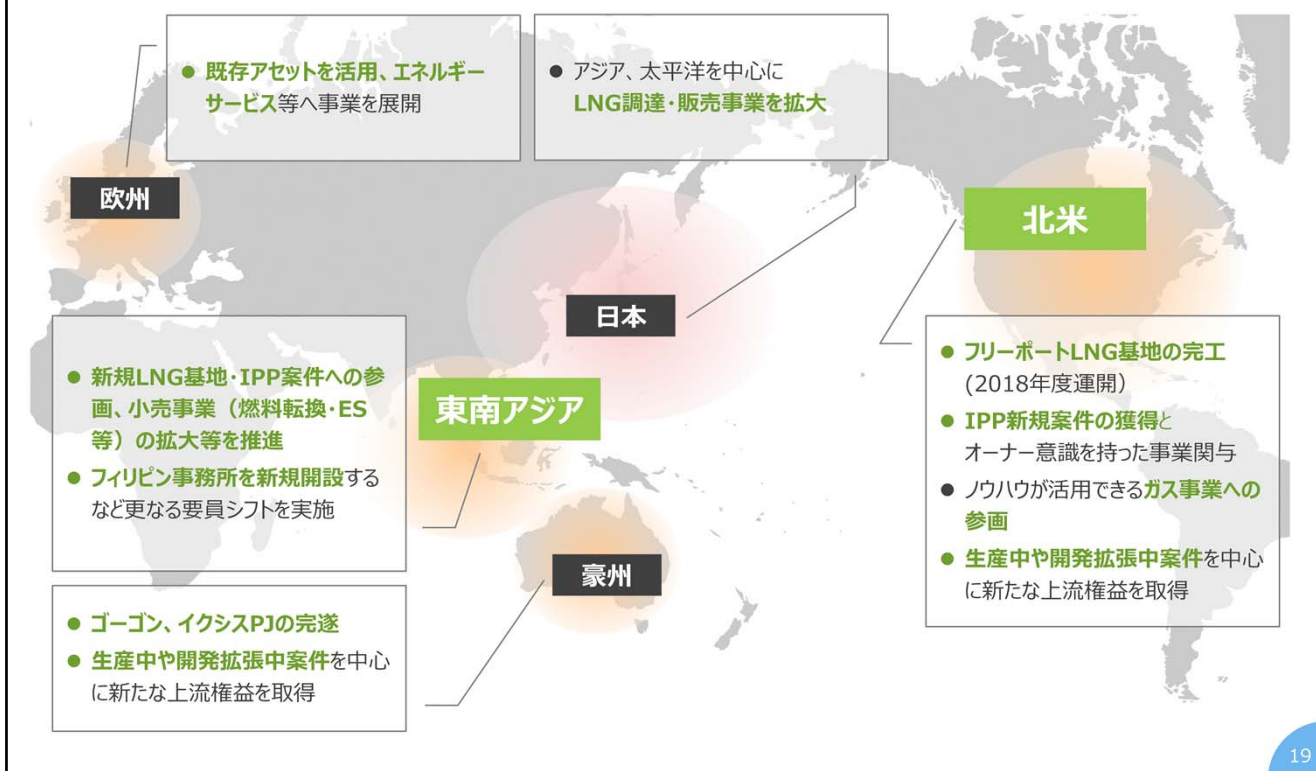 ● 既存アセットを活用、エネルギー
サービス等へ事業を展開
● アジア、太平洋を中心に
LNG調達・販売事業を拡大
欧州
北米
日本
● 新規LNG基地・IPP案件への参
画、小売事業（燃料転換・ES
等）の拡大等を推進
● フィリピン事務所を新規開設する
など更なる要員シフトを実施
東南アジア
● フリーポートLNG基地の完工
(2018年度運開）
● IPP新規案件の獲得と
オーナー意識を持った事業関与
● ノウハウが活用できるガス事業への
参画
● 生産中や開発拡張中案件を中心
に新たな上流権益を取得
豪州
● ゴーゴン、イクシスPJの完遂
● 生産中や開発拡張中案件を中心
に新たな上流権益を取得
19